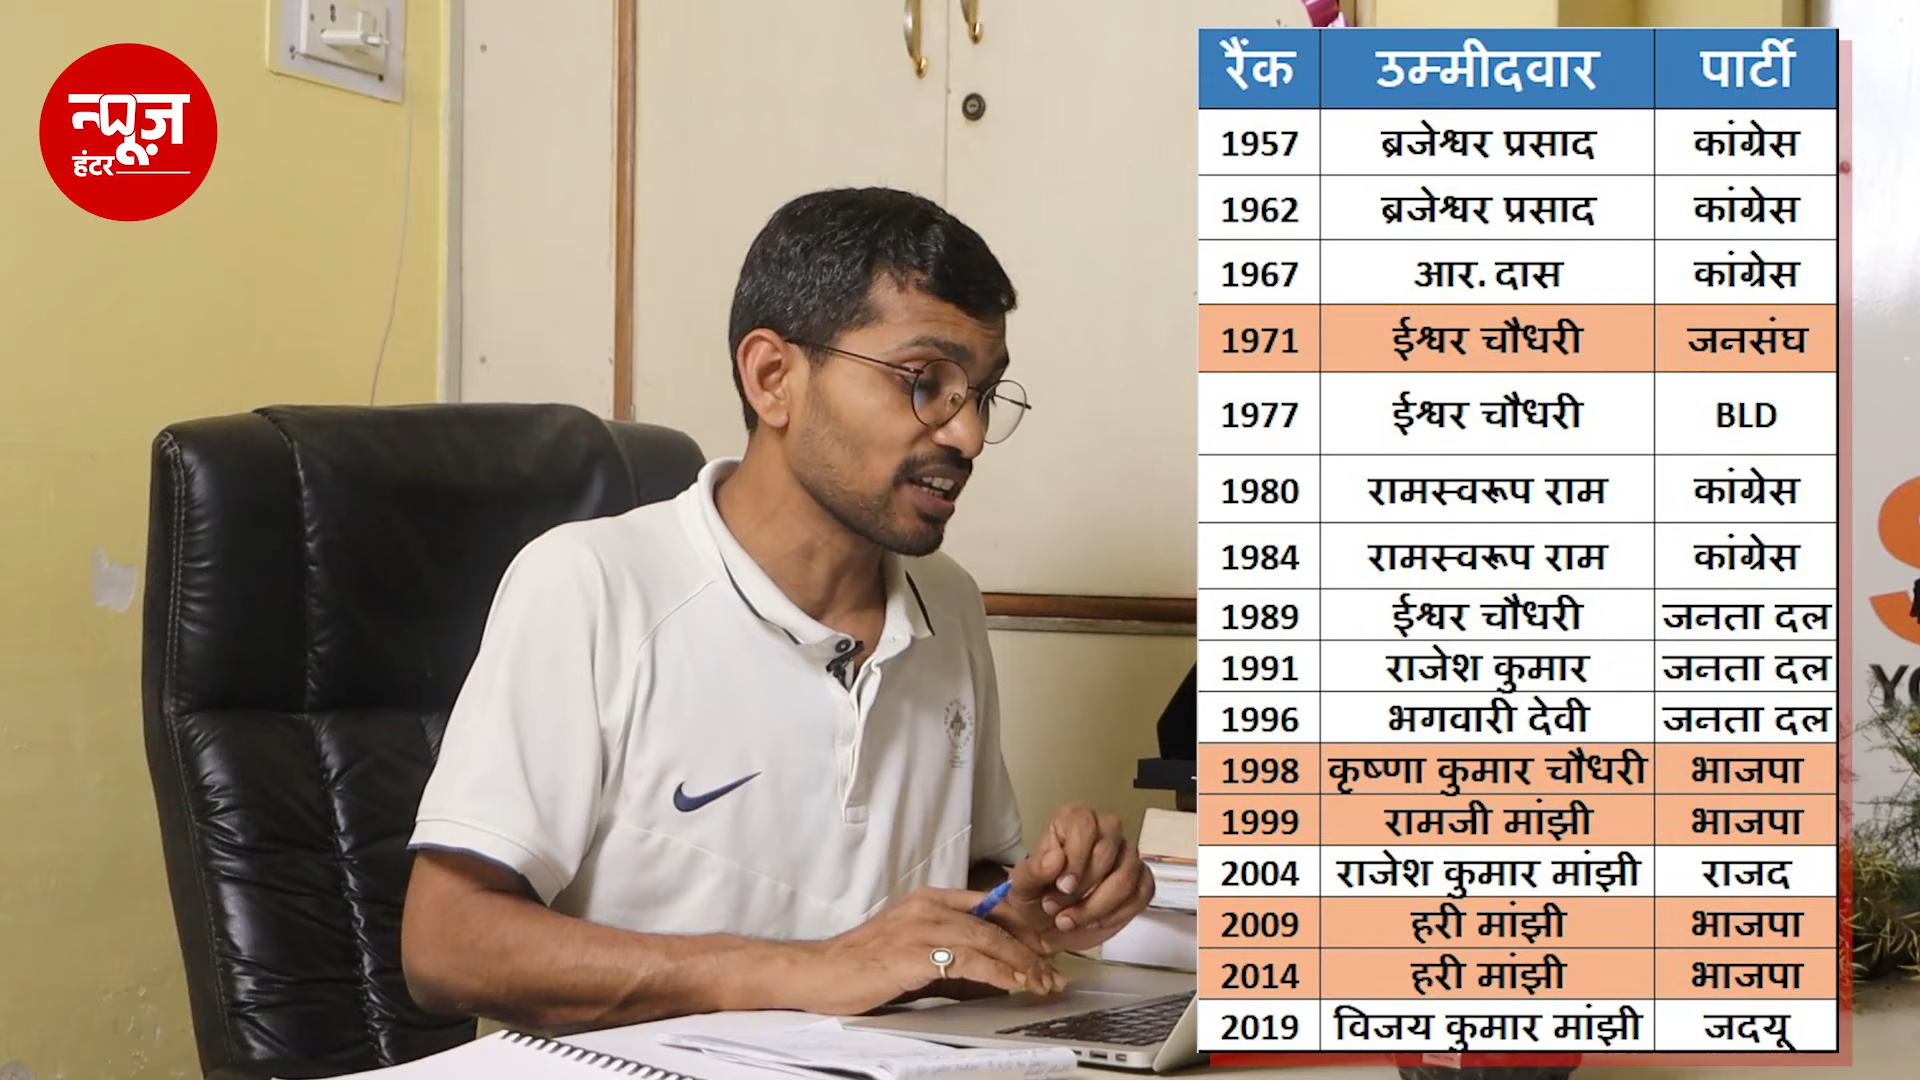 न्यूज़
हंटर
रैंक उम्मीदवार पार्टी
1957 ब्रजेश्वर प्रसाद कांग्रेस
1962 ब्रजेश्वर प्रसाद कांग्रेस
1967 आर. दास कांग्रेस
1971 ईश्वर चौधरी जनसंघ
1977 ईश्वर चौधरी BLD
1980 रामस्वरूप राम कांग्रेस
1984 रामस्वरूप राम कांग्रेस
1989 ईश्वर चौधरी जनता दल
1991 राजेश कुमार जनता दल
1996 भगवारी देवी जनता दल
1998 कृष्णा कुमार चौधरी भाजपा
1999 रामजी मांझी भाजपा
2004 राजेश कुमार मांझी राजद
2009 हरी मांझी भाजपा
2014 हरी मांझी भाजपा
2019 विजय कुमार मांझी जदयू